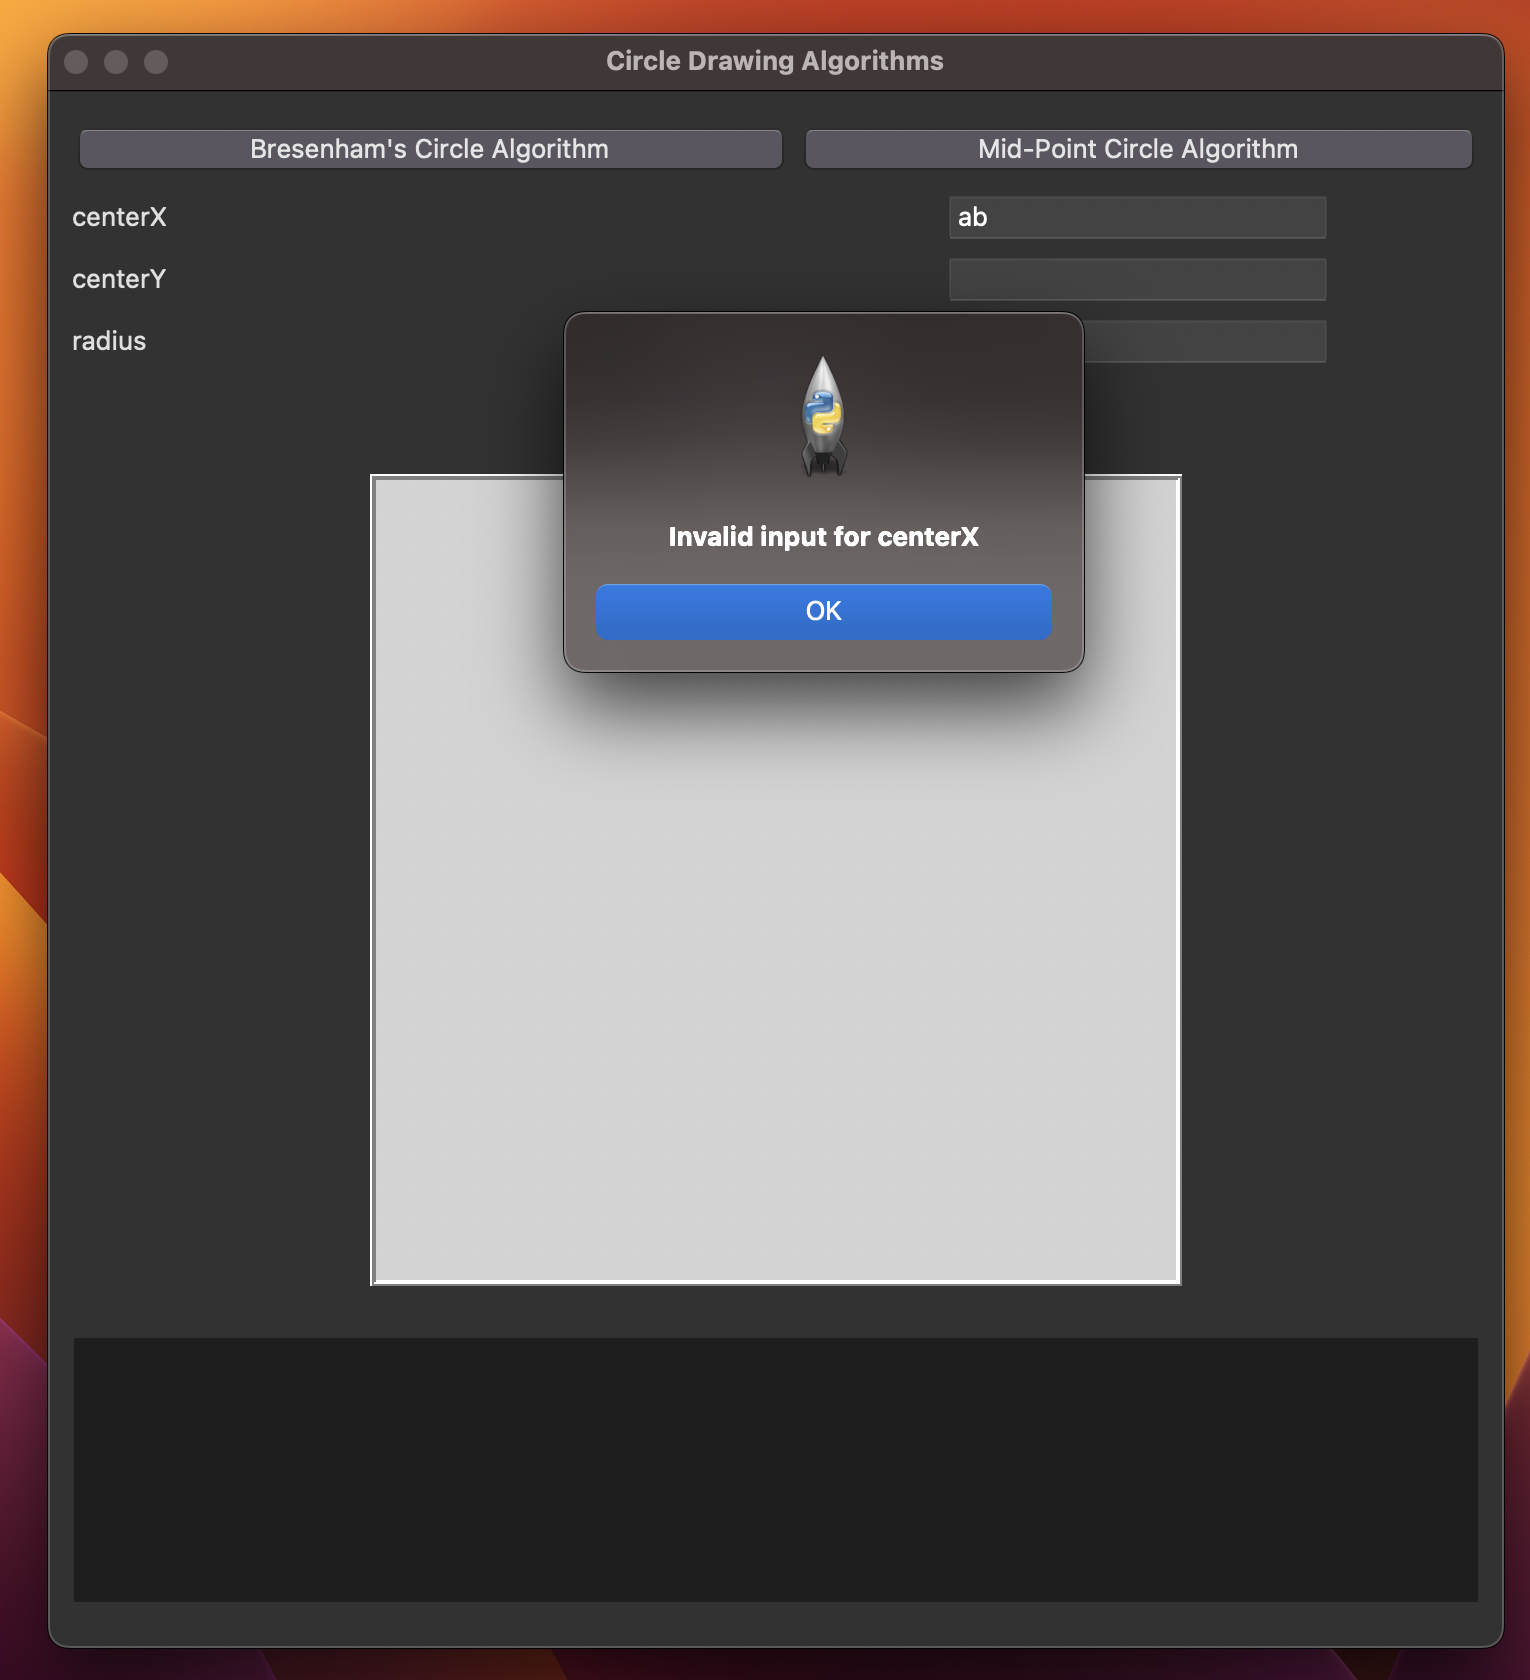 Circle Drawing Algorithms
Bresenham's Circle Algorithm
Mid-Point Circle Algorithm
centerX
ab
centerY
radius
Invalid input for centerX
OK